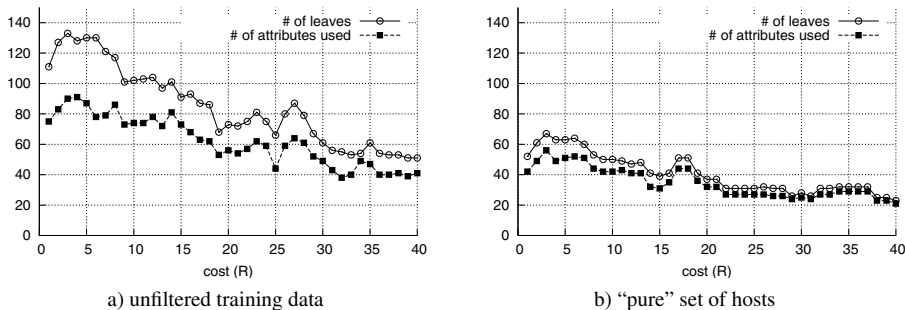 140
120
100
80
60
40
20
0
# of leaves
# of attributes used
0 5 10 15 20 25 30 35 40
cost (R)
a) unfiltered training data
140
120
100
80
60
40
20
0
# of leaves
# of attributes used
0 5 10 15 20 25 30 35 40
cost (R)
b) “pure” set of hosts